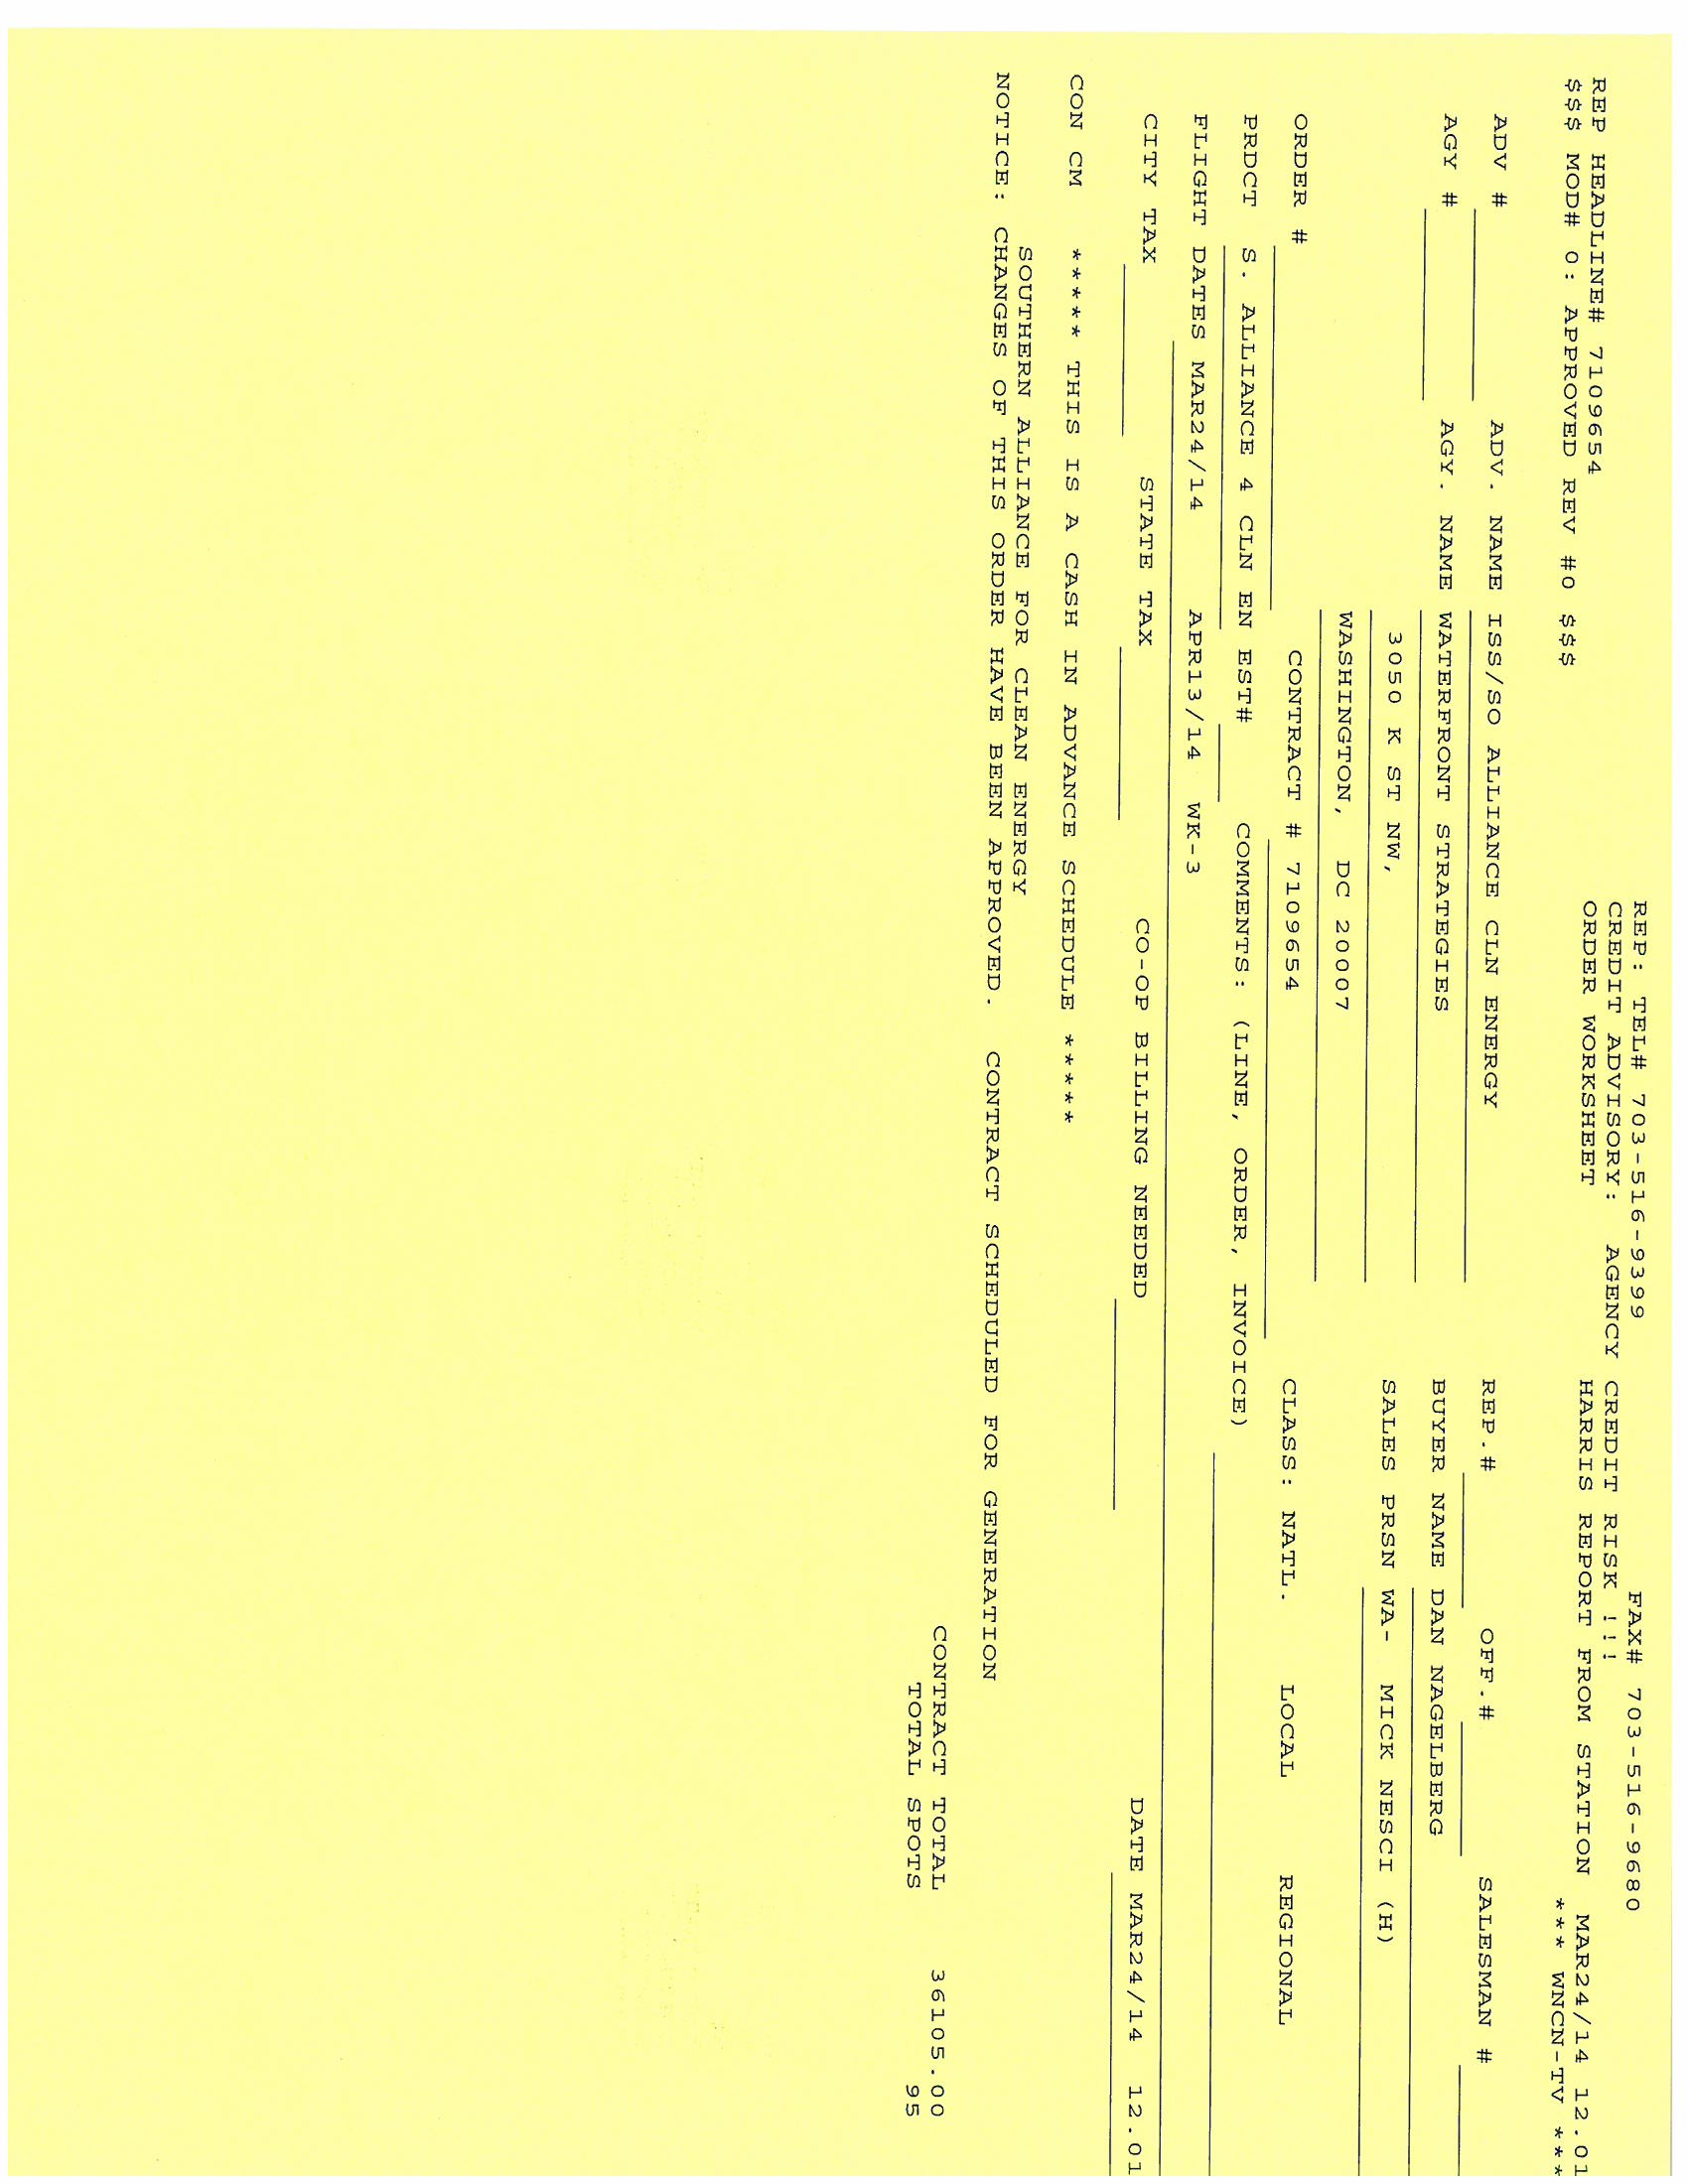 REP: TEL# 703-516-9399 FAX# 703-516-9680
CREDIT ADVISORY: AGENCY CREDIT RISK !!!
REP HEADLINE# 7109654 ORDER WORKSHEET HARRIS REPORT FROM STATION MAR24/14 12.01
$$$ MOD# 0: APPROVED REV #0 $$$ *** WNCN-TV ***
ADV # ADV. NAME ISS/SO ALLIANCE CLN ENERGY REP.# OFF.# SALESMAN #
AGY # AGY. NAME WATERFRONT STRATEGIES BUYER NAME DAN NAGELBERG
3050 K ST NW, SALES PRSN WA- MICK NESCI (H)
WASHINGTON, DC 20007
ORDER # CONTRACT # 7109654 CLASS: NATL. LOCAL REGIONAL
PRDCT S. ALLIANCE 4 CLN EN EST# COMMENTS: (LINE, ORDER, INVOICE)
FLIGHT DATES MAR24/14 APR13/14 WK-3
CITY TAX STATE TAX CO-OP BILLING NEEDED DATE MAR24/14 12.01
CON CM ***** THIS IS A CASH IN ADVANCE SCHEDULE *****
SOUTHERN ALLIANCE FOR CLEAN ENERGY
NOTICE: CHANGES OF THIS ORDER HAVE BEEN APPROVED. CONTRACT SCHEDULED FOR GENERATION
CONTRACT TOTAL 36105.00
TOTAL SPOTS 95